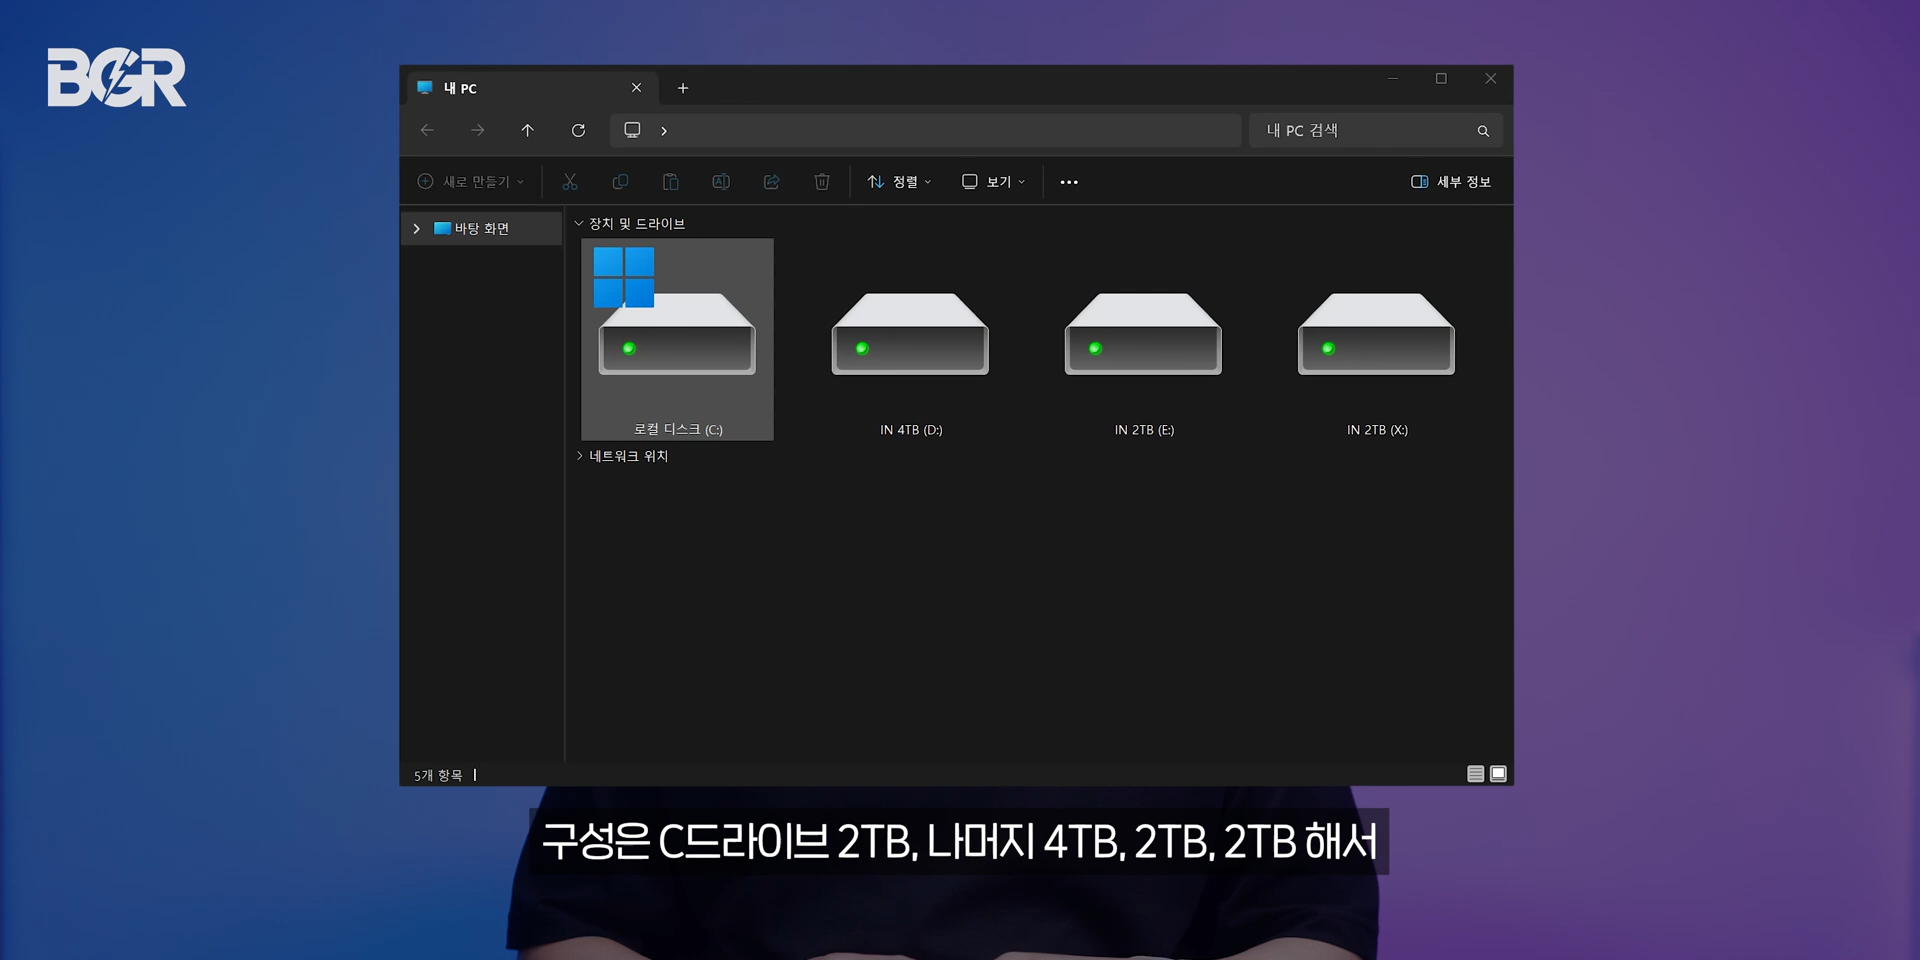 BGR
내 PC
내 PC 검색
새로 만들기
정렬
보기
세부 정보
바탕 화면
장치 및 드라이브
로컬 디스크 (C:)
IN 4TB (D:)
IN 2TB (E:)
IN 2TB (X:)
네트워크 위치
5개 항목
구성은 C드라이브 2TB, 나머지 4TB, 2TB, 2TB 해서